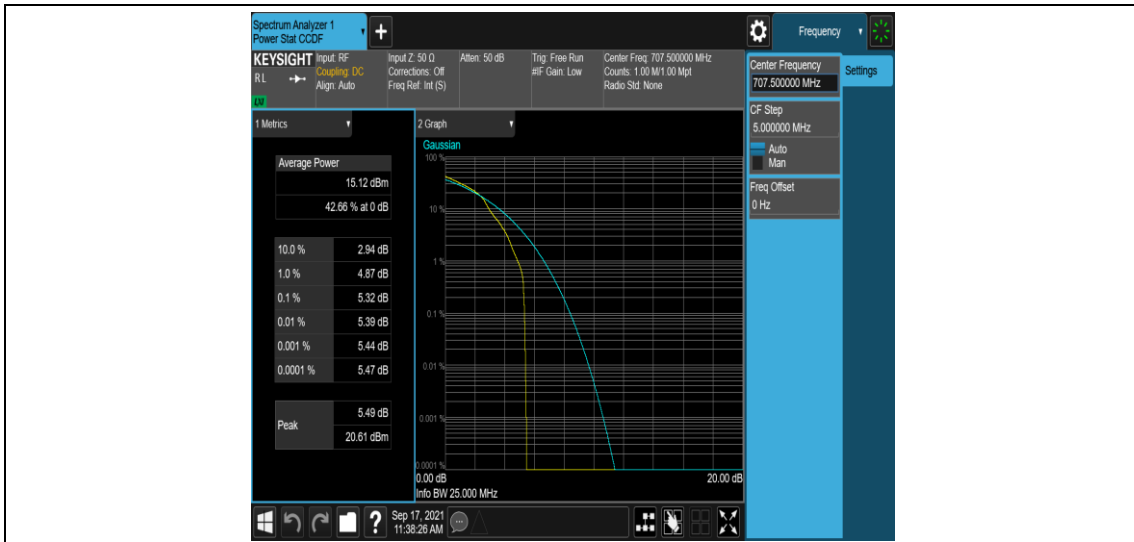 Spectrum Analyzer 1
Power Stat CCDF
+
Frequency
KEYSIGHT
RL
Input: RF
Coupling: DC
Align: Auto
Input Z: 50 Ω
Corrections: Off
Freq Ref: Int (S)
Atten: 50 dB
Trig: Free Run
#IF Gain: Low
Center Freq: 707.500000 MHz
Counts: 1.00 M/1.00 Mpt
Radio Std: None
1 Metrics
Average Power
15.12 dBm
42.66 % at 0 dB
10.0 % 2.94 dB
1.0 % 4.87 dB
0.1 % 5.32 dB
0.01 % 5.39 dB
0.001 % 5.44 dB
0.0001 % 5.47 dB
Peak
5.49 dB
20.61 dBm
2 Graph
Gaussian
100 %
10 %
1 %
0.1 %
0.01 %
0.001 %
0.0001 %
0.00 dB
20.00 dB
Info BW 25.000 MHz
Center Frequency
707.500000 MHz
Settings
CF Step
5.000000 MHz
Auto
Man
Freq Offset
0 Hz
?
Sep 17, 2021
11:38:26 AM